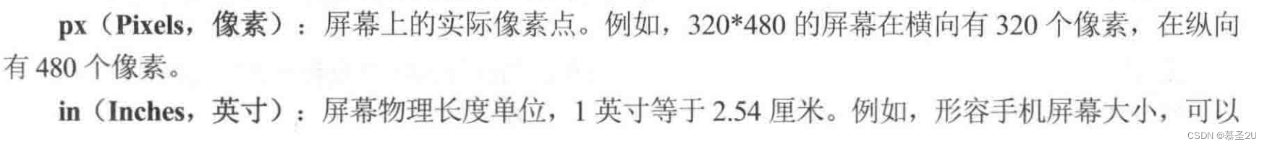 px（Pixels，像素）：屏幕上的实际像素点。例如，320*480 的屏幕在横向有 320 个像素，在纵向
有 480 个像素。
in（Inches，英寸）：屏幕物理长度单位，1 英寸等于 2.54 厘米。例如，形容手机屏幕大小，可以
CSDN @綦圣2U